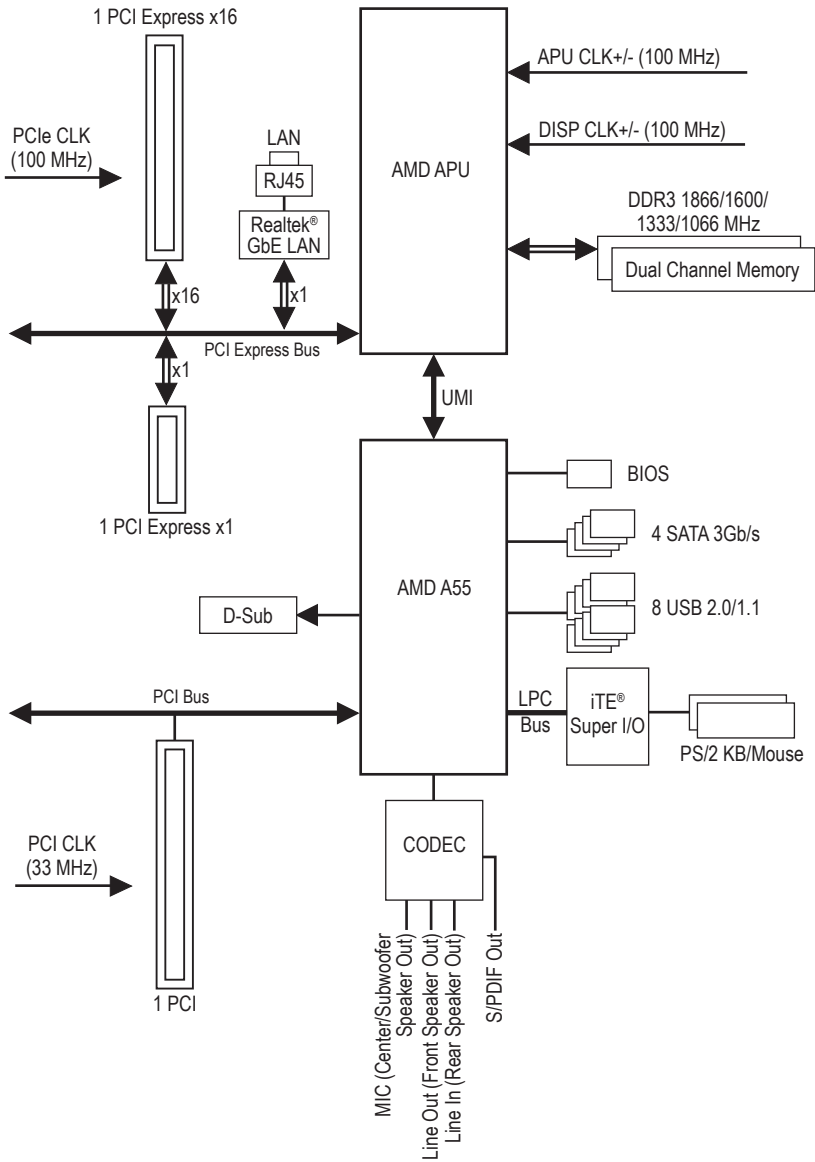 1 PCI Express x16
PCIe CLK
(100 MHz)
LAN
RJ45
Realtek®
GbE LAN
x16
x1
PCI Express Bus
x1
1 PCI Express x1
AMD APU
APU CLK+/- (100 MHz)
DISP CLK+/- (100 MHz)
DDR3 1866/1600/
1333/1066 MHz
Dual Channel Memory
UMI
AMD A55
BIOS
4 SATA 3Gb/s
8 USB 2.0/1.1
D-Sub
PCI Bus
LPC
Bus
iTE®
Super I/O
PS/2 KB/Mouse
PCI CLK
(33 MHz)
1 PCI
CODEC
MIC (Center/Subwoofer
Speaker Out)
Line Out (Front Speaker Out)
Line In (Rear Speaker Out)
S/PDIF Out